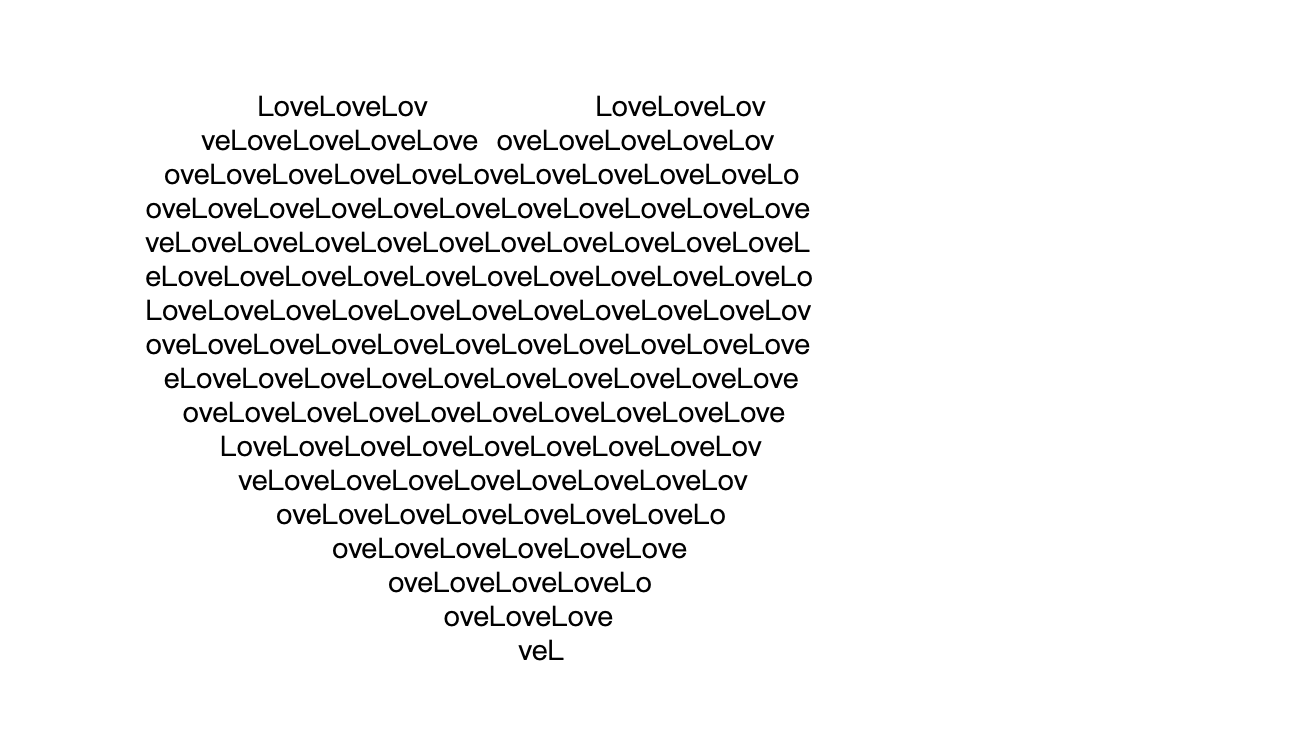 LoveLoveLov LoveLoveLov
veLoveLoveLoveLove oveLoveLoveLoveLov
oveLoveLoveLoveLoveLoveLoveLoveLoveLoveLo
oveLoveLoveLoveLoveLoveLoveLoveLoveLoveLove
veLoveLoveLoveLoveLoveLoveLoveLoveLoveLoveL
eLoveLoveLoveLoveLoveLoveLoveLoveLoveLoveLo
LoveLoveLoveLoveLoveLoveLoveLoveLoveLoveLov
oveLoveLoveLoveLoveLoveLoveLoveLoveLoveLove
eLoveLoveLoveLoveLoveLoveLoveLoveLoveLove
oveLoveLoveLoveLoveLoveLoveLoveLoveLove
LoveLoveLoveLoveLoveLoveLoveLoveLov
veLoveLoveLoveLoveLoveLoveLoveLov
oveLoveLoveLoveLoveLoveLoveLo
oveLoveLoveLoveLoveLove
oveLoveLoveLoveLo
oveLoveLove
veL